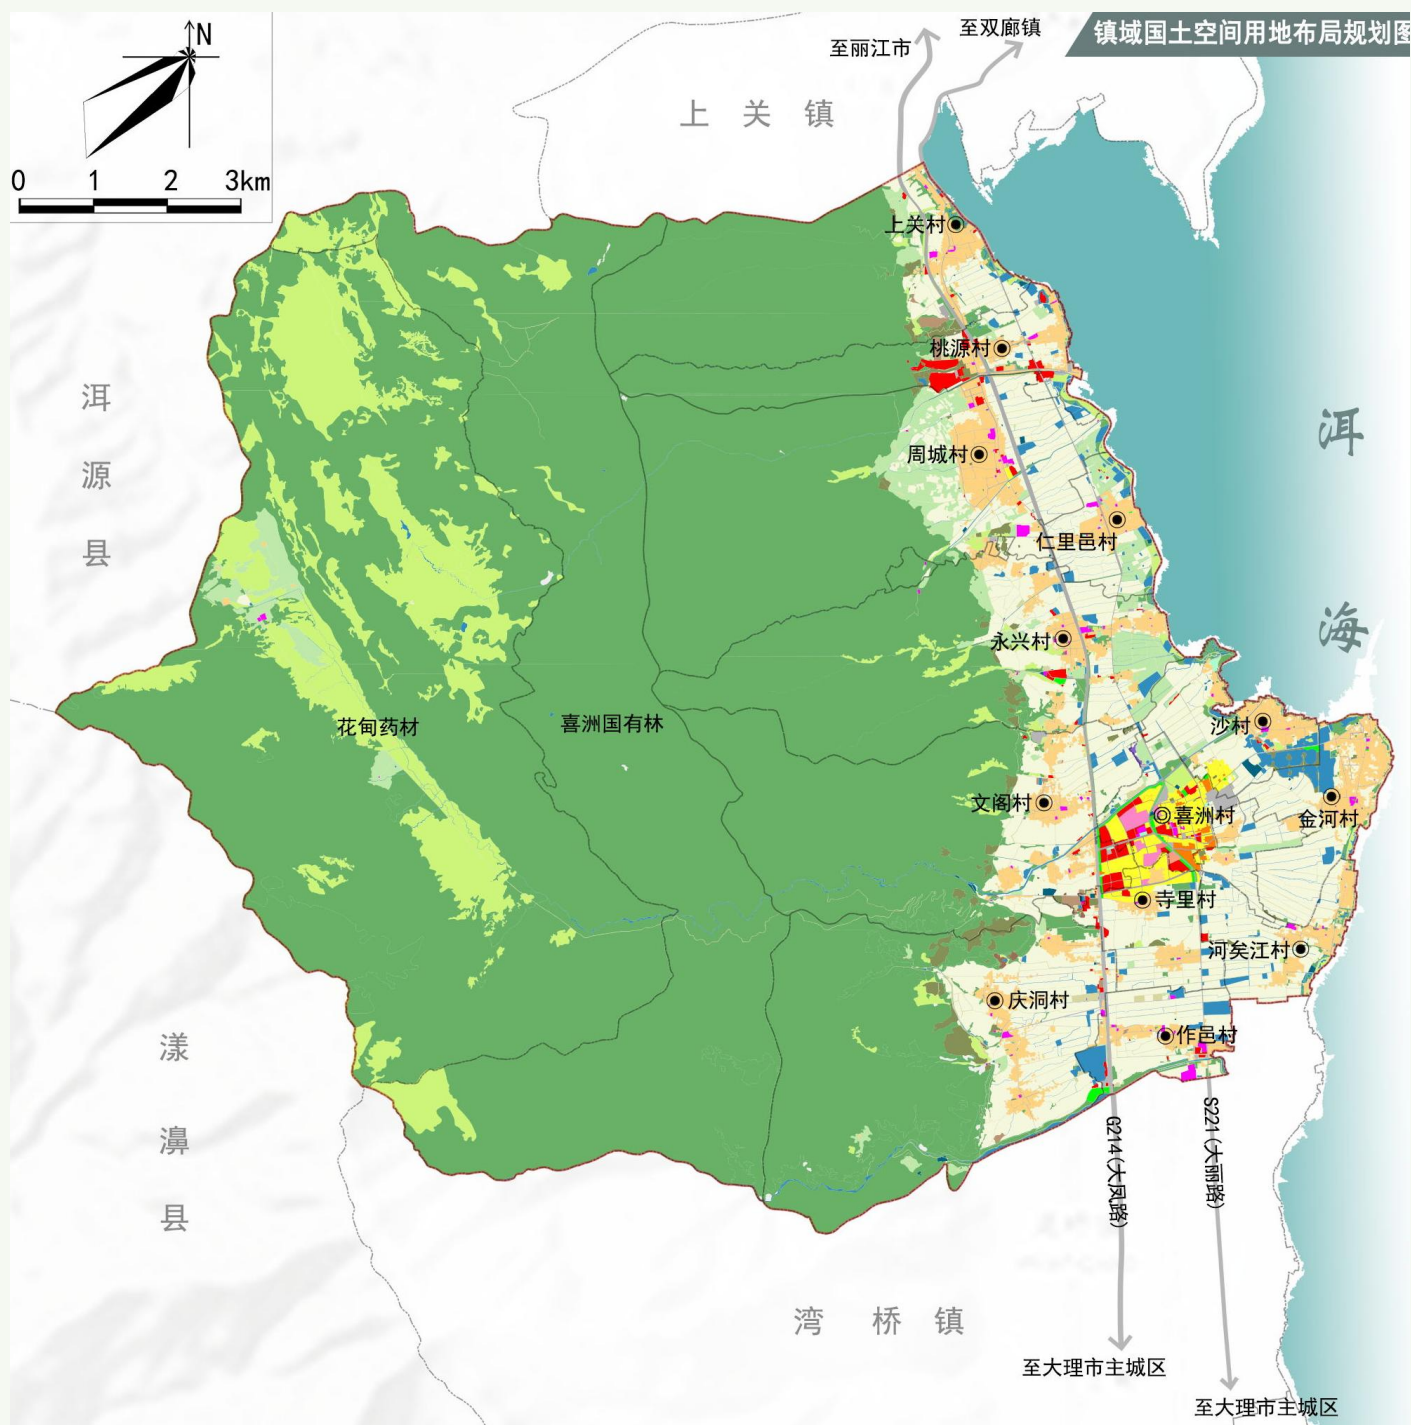 镇域国土空间用地布局规划图
N
0 1 2 3km
至丽江市
至双廊镇
上关镇
上关村
桃源村
周城村
仁里邑村
永兴村
洱源县
洱海
花甸药材
喜洲国有林
沙村
文阁村
喜洲村
金河村
寺里村
河矣江村
庆洞村
作邑村
漾濞县
G214(大凤路)
S221(大丽路)
湾桥镇
至大理市主城区
至大理市主城区